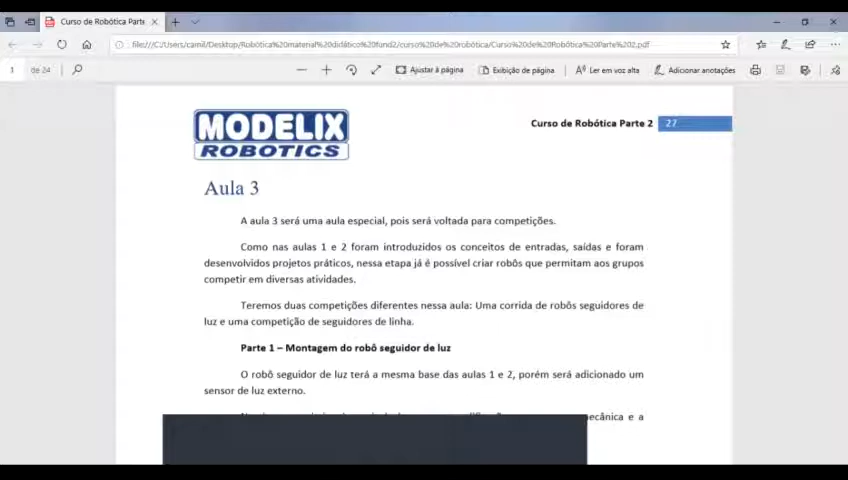 Curso de Robótica Parte
file:///C:/Users/camil/Desktop/Robótica%20material%20didático%20fund2/curso%20de%20robótica/Curso%20de%20Robótica%20Parte%202.pdf
1 de 24
Ajustar à página
Exibição de página
Ler em voz alta
Adicionar anotações
MODELIX
ROBOTICS
Curso de Robótica Parte 2 27
Aula 3
A aula 3 será uma aula especial, pois será voltada para competições.
Como nas aulas 1 e 2 foram introduzidos os conceitos de entradas, saídas e foram
desenvolvidos projetos práticos, nessa etapa já é possível criar robôs que permitam aos grupos
competir em diversas atividades.
Teremos duas competições diferentes nessa aula: Uma corrida de robôs seguidores de
luz e uma competição de seguidores de linha.
Parte 1 – Montagem do robô seguidor de luz
O robô seguidor de luz terá a mesma base das aulas 1 e 2, porém será adicionado um
sensor de luz externo.
e a